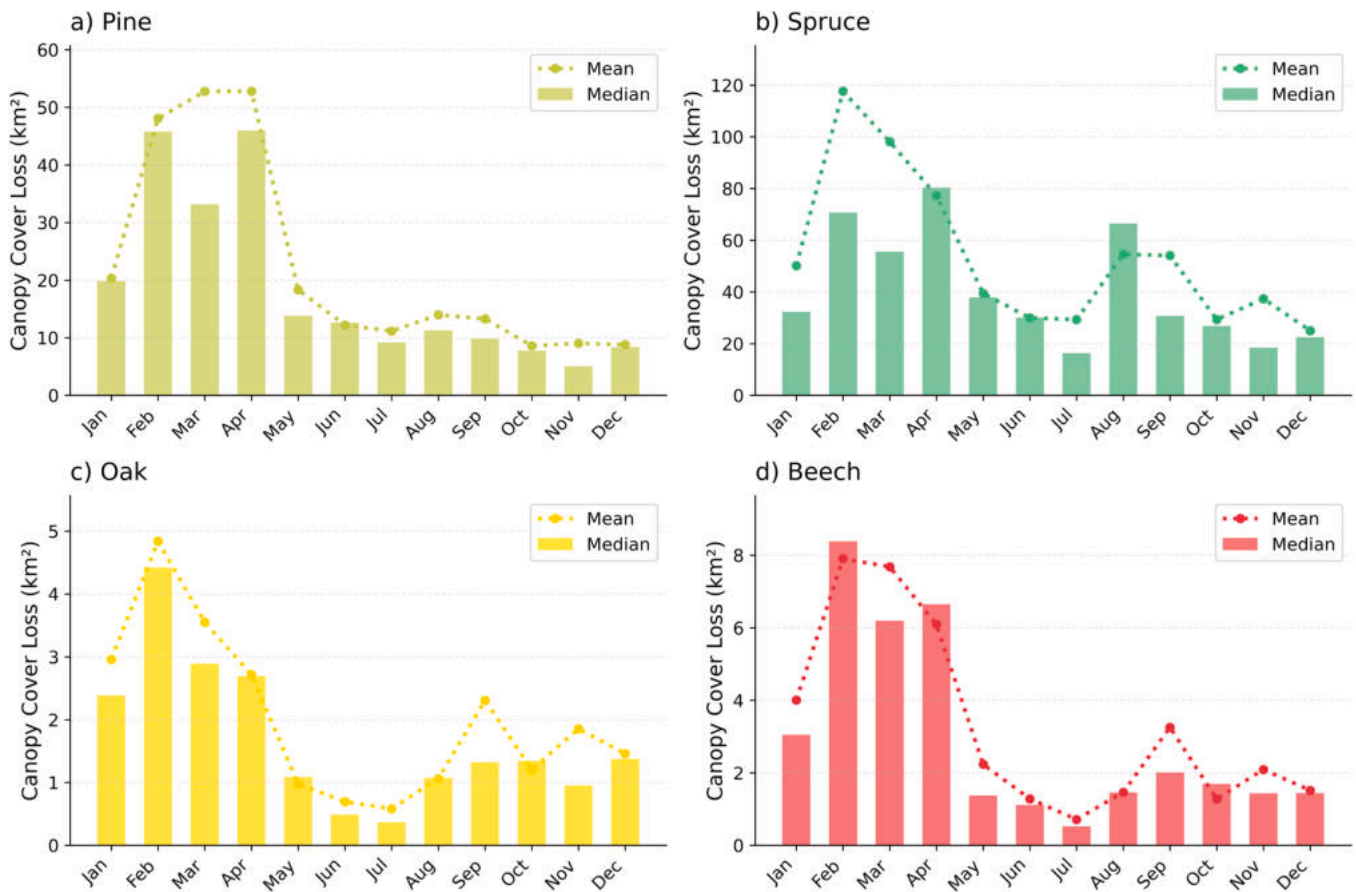 a) Pine
60
50
40
30
20
10
0
Canopy Cover Loss (km²)
Mean
Median
Jan Feb Mar Apr May Jun Jul Aug Sep Oct Nov Dec
b) Spruce
120
100
80
60
40
20
0
Canopy Cover Loss (km²)
Mean
Median
Jan Feb Mar Apr May Jun Jul Aug Sep Oct Nov Dec
c) Oak
5
4
3
2
1
0
Canopy Cover Loss (km²)
Mean
Median
Jan Feb Mar Apr May Jun Jul Aug Sep Oct Nov Dec
d) Beech
8
6
4
2
0
Canopy Cover Loss (km²)
Mean
Median
Jan Feb Mar Apr May Jun Jul Aug Sep Oct Nov Dec